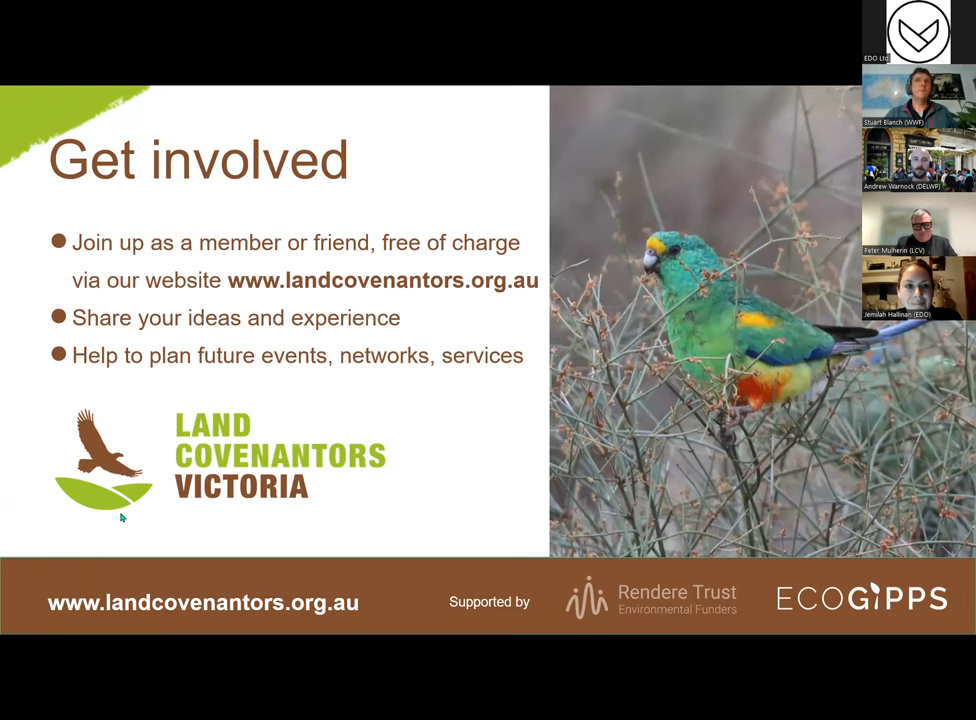 Get involved
Join up as a member or friend, free of charge
via our website www.landcovenantors.org.au
Share your ideas and experience
Help to plan future events, networks, services
LAND
COVENANTORS
VICTORIA
www.landcovenantors.org.au
Supported by
Rendere Trust
Environmental Funders
ECOGIPPS
EDO Ltd
Stuart Blanch (WWF)
Andrew Warnock (DELWP)
Peter Mulherin (LCV)
Jemilah Hallinan (EDO)